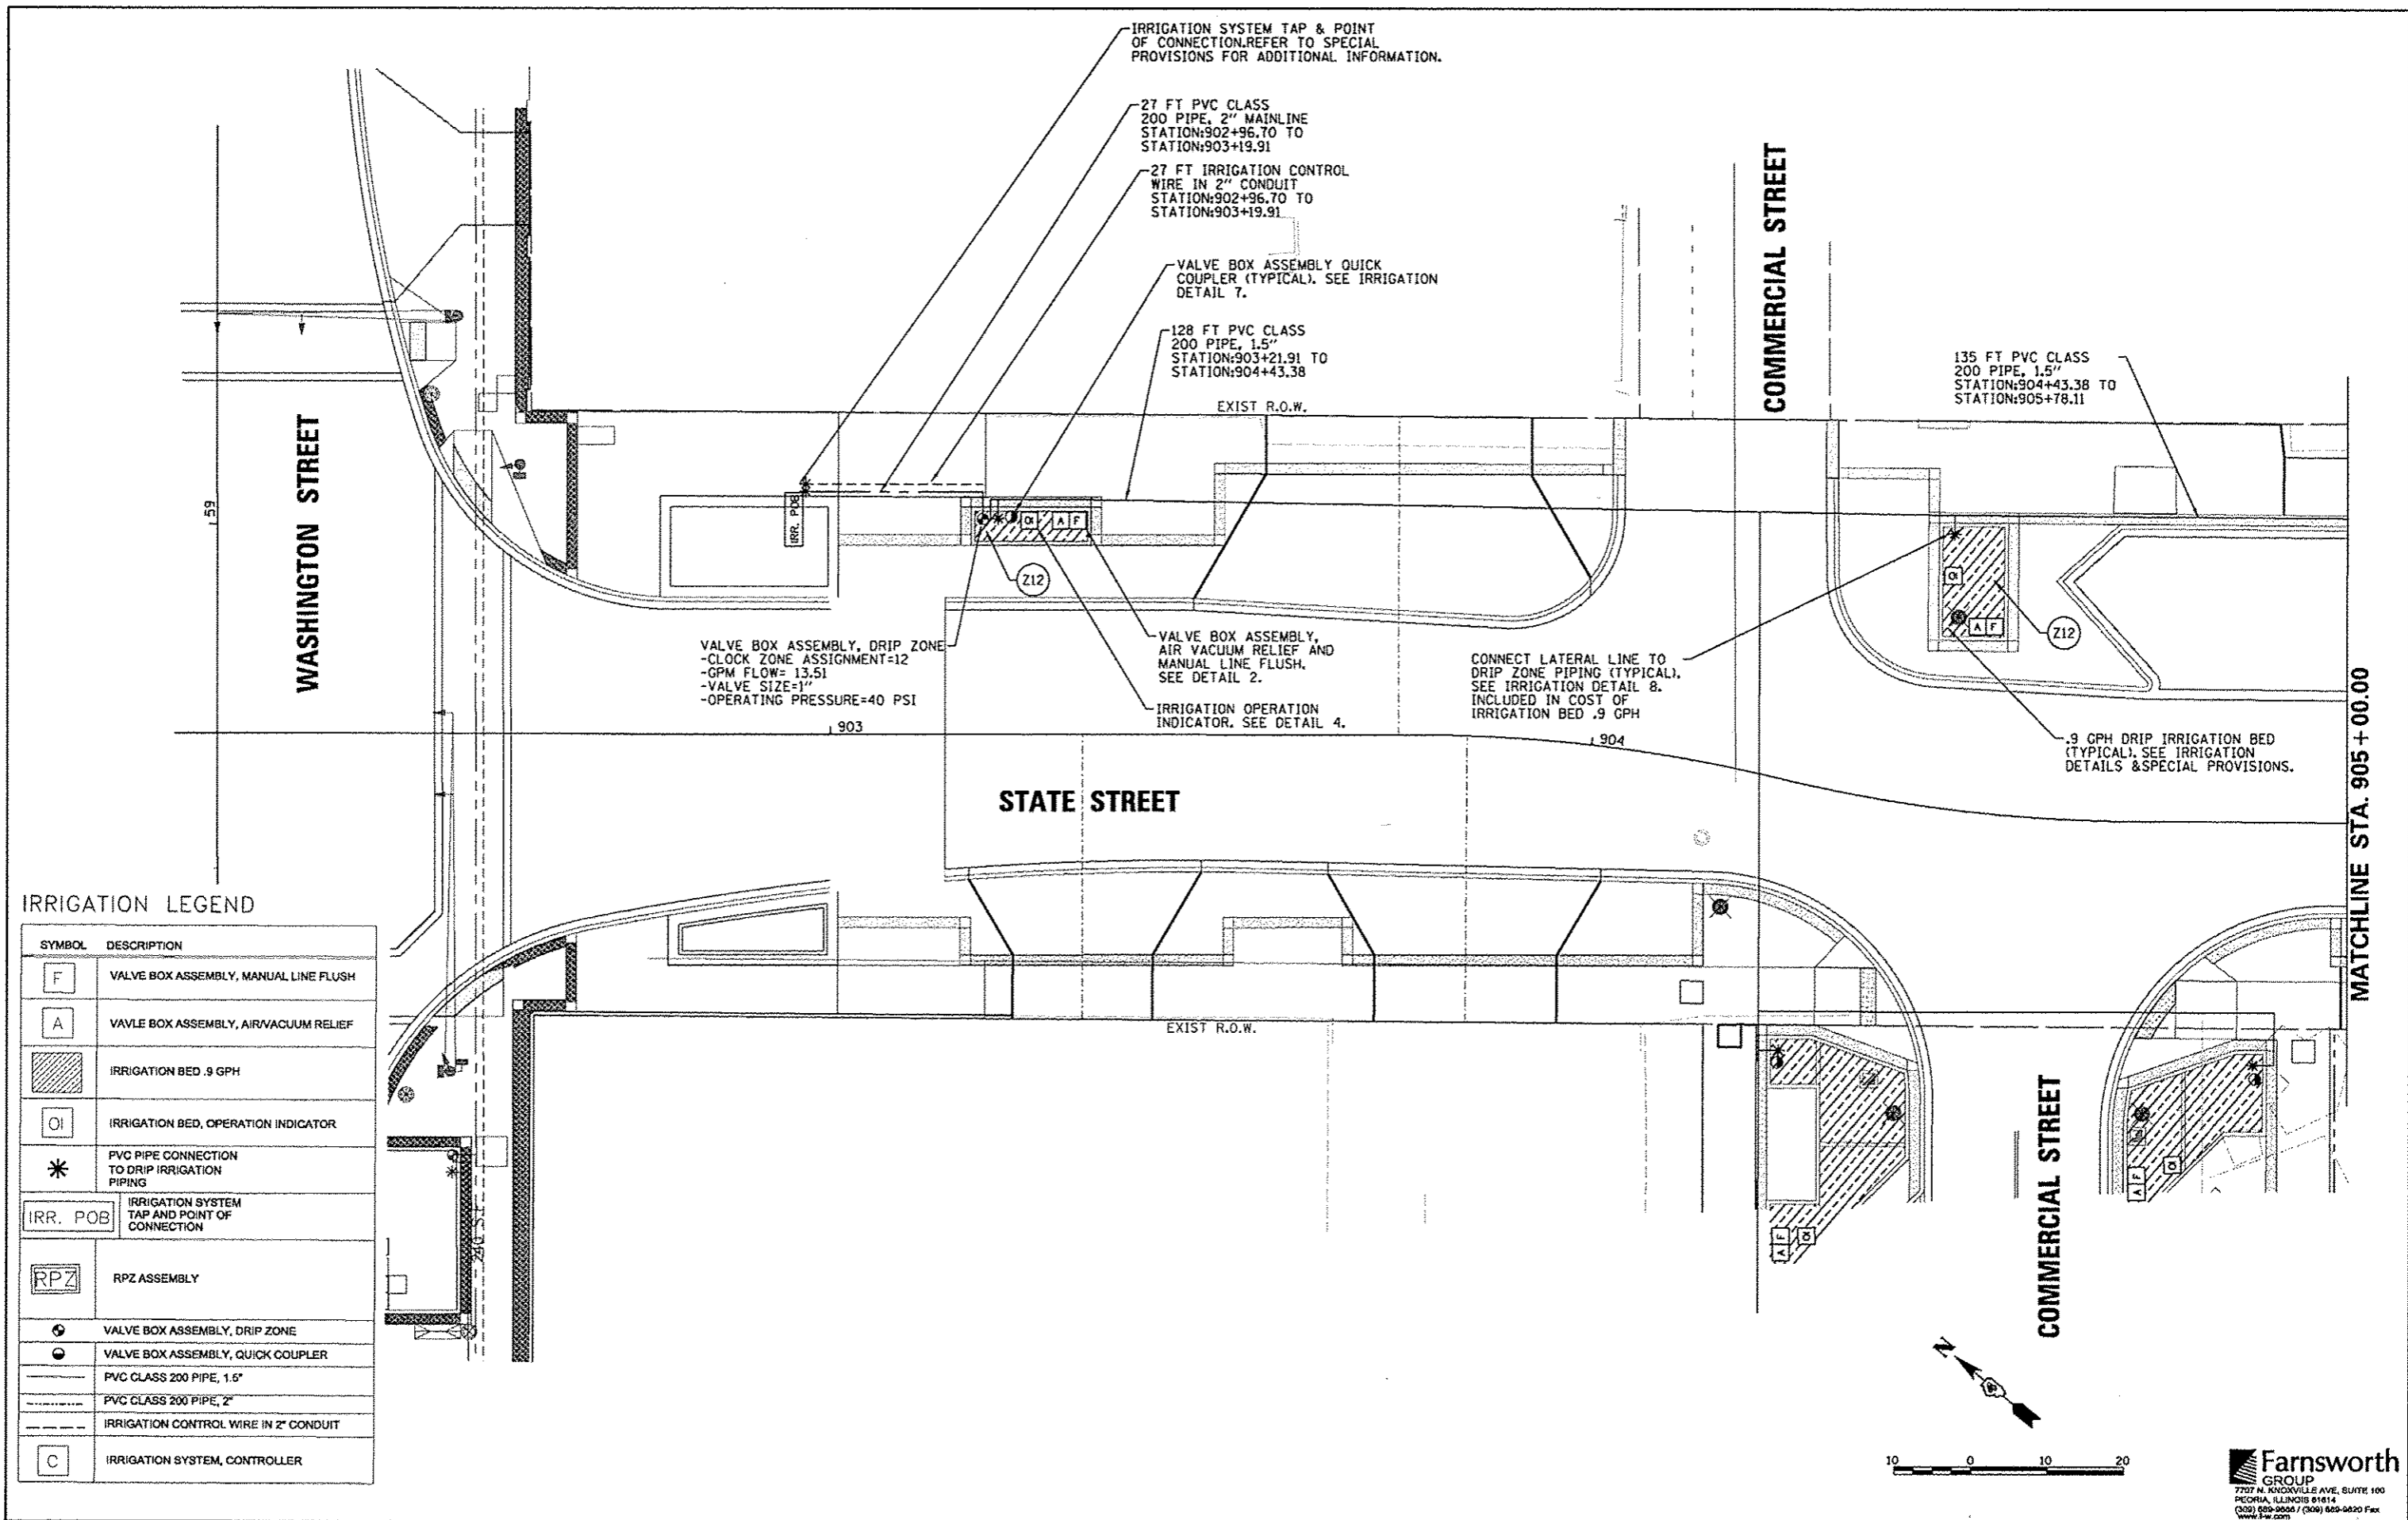 IRRIGATION SYSTEM TAP & POINT
OF CONNECTION.REFER TO SPECIAL
PROVISIONS FOR ADDITIONAL INFORMATION.
27 FT PVC CLASS
200 PIPE, 2" MAINLINE
STATION:902+96.70 TO
STATION:903+19.91
27 FT IRRIGATION CONTROL
WIRE IN 2" CONDUIT
STATION:902+96.70 TO
STATION:903+19.91
VALVE BOX ASSEMBLY QUICK
COUPLER (TYPICAL). SEE IRRIGATION
DETAIL 7.
128 FT PVC CLASS
200 PIPE, 1.5"
STATION:903+21.91 TO
STATION:904+43.38
COMMERCIAL STREET
135 FT PVC CLASS
200 PIPE, 1.5"
STATION:904+43.38 TO
STATION:905+78.11
EXIST R.O.W.
WASHINGTON STREET
59
IRR. POB
OI
A
F
Z12
OI
A
F
Z12
VALVE BOX ASSEMBLY, DRIP ZONE
-CLOCK ZONE ASSIGNMENT=12
-GPM FLOW= 13.51
-VALVE SIZE=1"
-OPERATING PRESSURE=40 PSI
VALVE BOX ASSEMBLY,
AIR VACUUM RELIEF AND
MANUAL LINE FLUSH.
SEE DETAIL 2.
IRRIGATION OPERATION
INDICATOR. SEE DETAIL 4.
CONNECT LATERAL LINE TO
DRIP ZONE PIPING (TYPICAL).
SEE IRRIGATION DETAIL 8.
INCLUDED IN COST OF
IRRIGATION BED .9 GPH
.9 GPH DRIP IRRIGATION BED
(TYPICAL). SEE IRRIGATION
DETAILS &SPECIAL PROVISIONS.
903
904
STATE STREET
MATCHLINE STA. 905+00.00
EXIST R.O.W.
A
F
OI
A
F
OI
COMMERCIAL STREET
IRRIGATION LEGEND
SYMBOL DESCRIPTION
F VALVE BOX ASSEMBLY, MANUAL LINE FLUSH
A VAVLE BOX ASSEMBLY, AIR/VACUUM RELIEF
IRRIGATION BED .9 GPH
OI IRRIGATION BED, OPERATION INDICATOR
PVC PIPE CONNECTION
TO DRIP IRRIGATION
PIPING
IRR. POB
IRRIGATION SYSTEM
TAP AND POINT OF
CONNECTION
RPZ RPZ ASSEMBLY
VALVE BOX ASSEMBLY, DRIP ZONE
VALVE BOX ASSEMBLY, QUICK COUPLER
PVC CLASS 200 PIPE, 1.5"
PVC CLASS 200 PIPE, 2"
IRRIGATION CONTROL WIRE IN 2" CONDUIT
C IRRIGATION SYSTEM, CONTROLLER
N
10 0 10 20
Farnsworth
GROUP
7707 N. KNOXVILLE AVE, SUITE 100
PEORIA, ILLINOIS 61614
(309) 689-9888 / (309) 689-9820 Fax
www.f-w.com